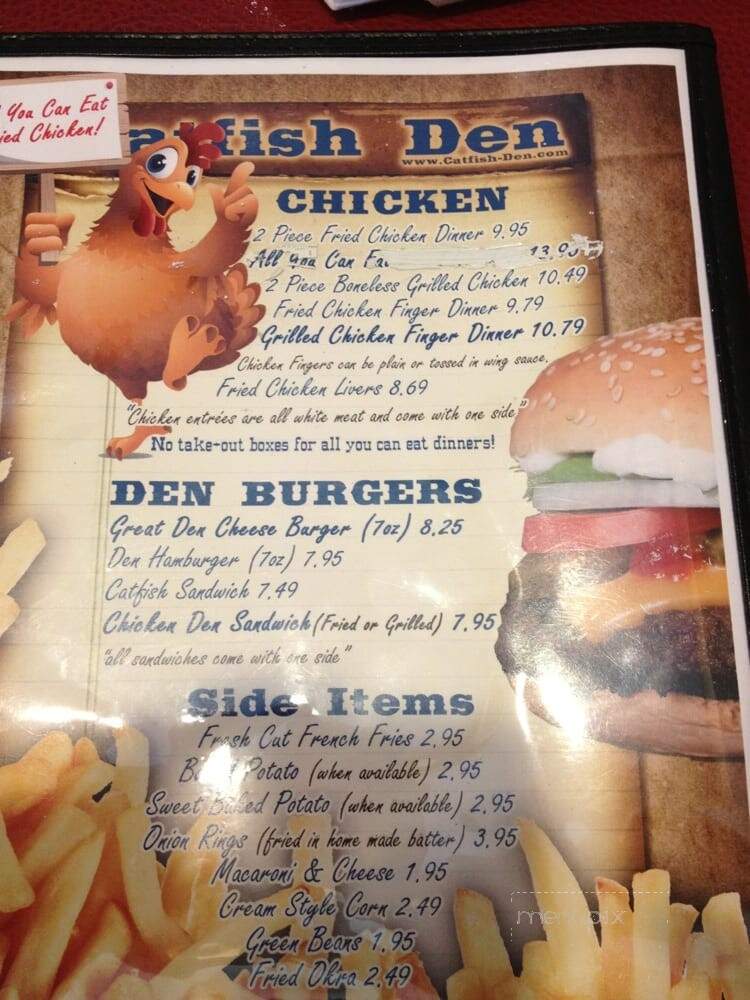 You Can Eat
ied Chicken!
atfish Den
www.Catfish-Den.com
CHICKEN
2 Piece Fried Chicken Dinner 9.95
All you Can 13.95
2 Piece Boneless Grilled Chicken 10.49
Fried Chicken Finger Dinner 9.79
Grilled Chicken Finger Dinner 10.79
Chicken Fingers can be plain or tossed in wing sauce.
Fried Chicken Livers 8.69
"Chicken entrées are all white meat and come with one side"
No take-out boxes for all you can eat dinners!
DEN BURGERS
Great Den Cheese Burger (7oz) 8.25
Den Hamburger (7oz) 7.95
Catfish Sandwich 7.49
Chicken Den Sandwich (Fried or Grilled) 7.95
"all sandwiches come with one side"
Side Items
Fresh Cut French Fries 2.95
Baked Potato (when available) 2.95
Sweet Baked Potato (when available) 2.95
Onion Rings (fried in home made batter) 3.95
Macaroni & Cheese 1.95
Cream Style Corn 2.49
Green Beans 1.95
Fried Okra 2.49